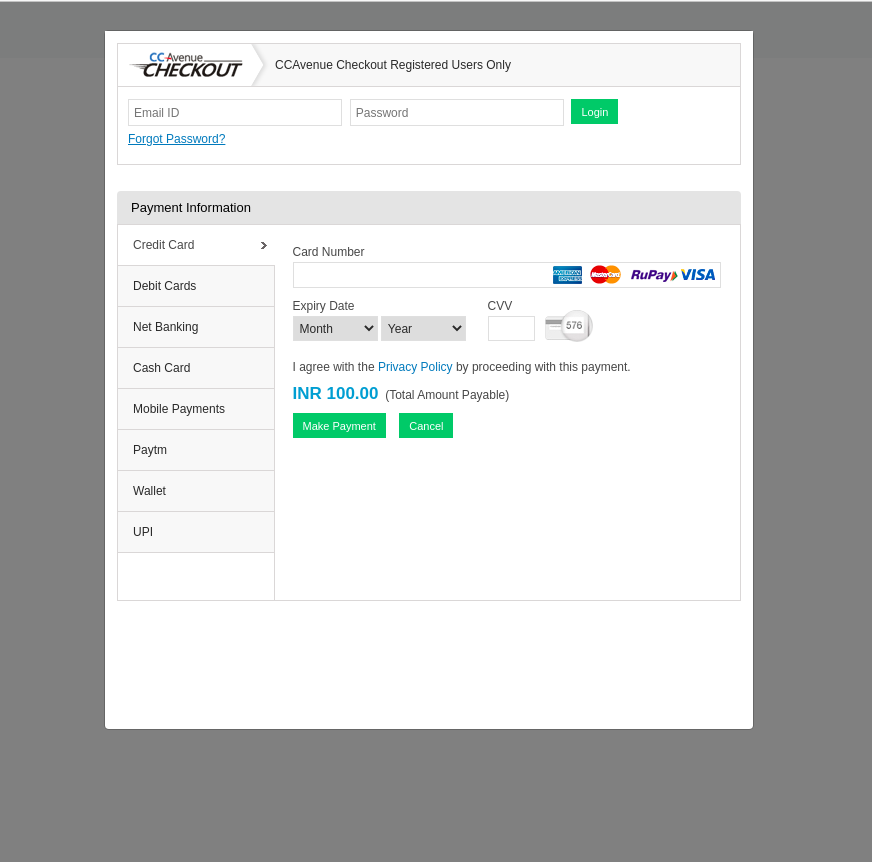 CCAvenue
CHECKOUT
CCAvenue Checkout Registered Users Only
Email ID
Password
Login
Forgot Password?
Payment Information
Credit Card
Debit Cards
Net Banking
Cash Card
Mobile Payments
Paytm
Wallet
UPI
Card Number
AMERICAN EXPRESS
MasterCard
RuPay
VISA
Expiry Date
CVV
Month
Year
576
I agree with the Privacy Policy by proceeding with this payment.
INR 100.00 (Total Amount Payable)
Make Payment
Cancel